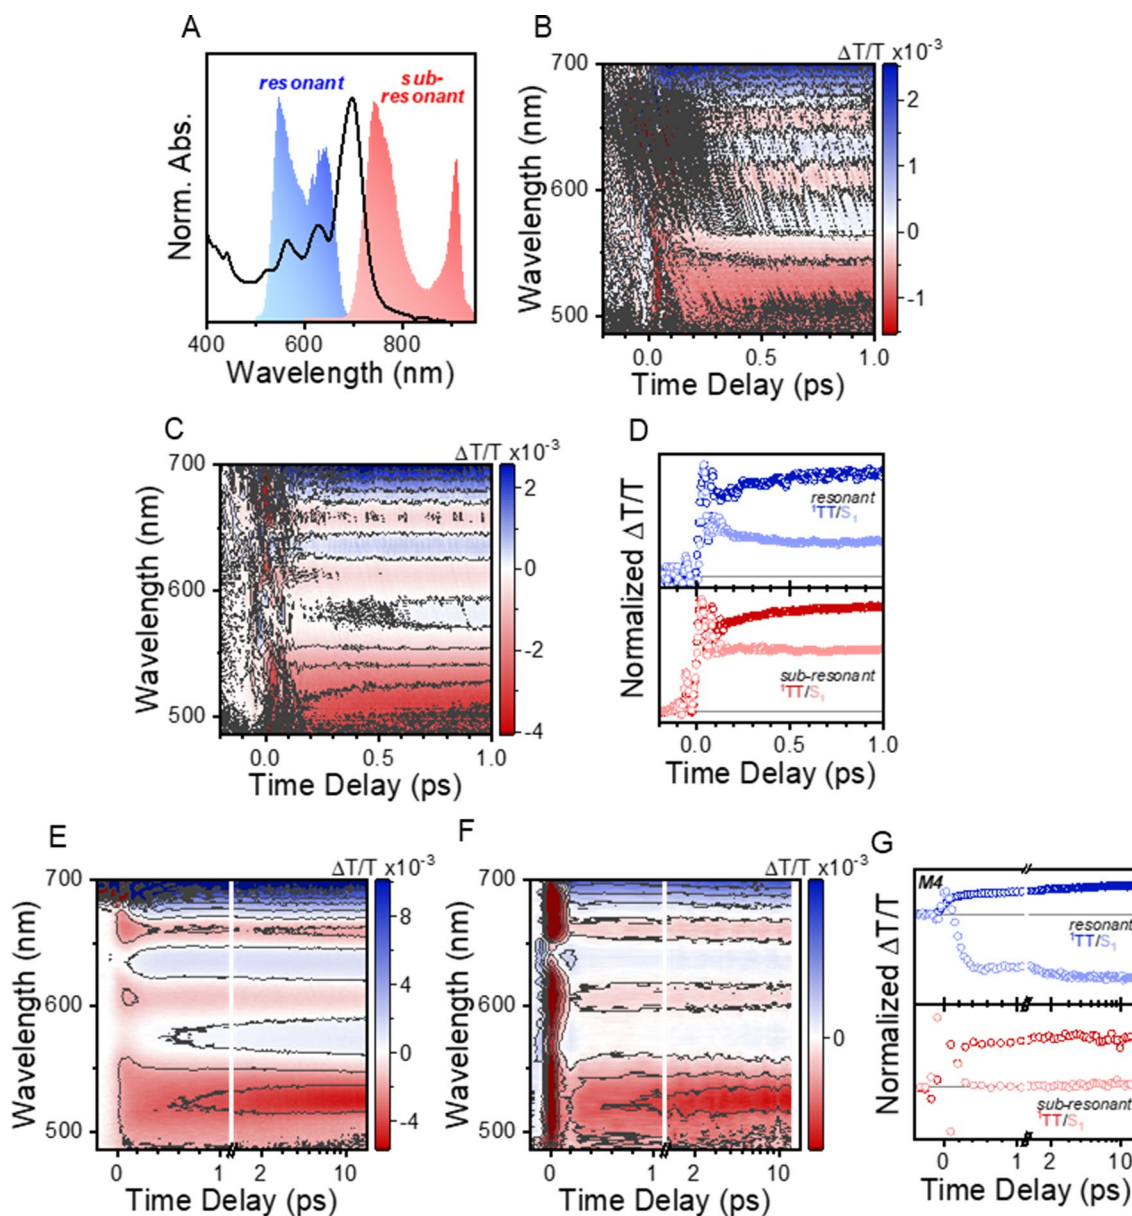 A
resonant
sub-
resonant
Norm. Abs.
400
600
800
Wavelength (nm)
B
ΔT/T x10⁻³
700
600
500
Wavelength (nm)
2
1
0
-1
0.0
0.5
1.0
Time Delay (ps)
C
ΔT/T x10⁻³
700
600
500
Wavelength (nm)
2
0
-2
-4
0.0
0.5
1.0
Time Delay (ps)
D
Normalized ΔT/T
resonant
¹TT/S₁
sub-resonant
¹TT/S₁
0.0
0.5
1.0
Time Delay (ps)
E
ΔT/T x10⁻³
700
600
500
Wavelength (nm)
8
4
0
-4
0
1
2
10
Time Delay (ps)
F
ΔT/T x10⁻³
700
600
500
Wavelength (nm)
0
0
1
2
10
Time Delay (ps)
G
M4
Normalized ΔT/T
resonant
¹TT/S₁
sub-resonant
¹TT/S₁
0
1
2
10
Time Delay (ps)